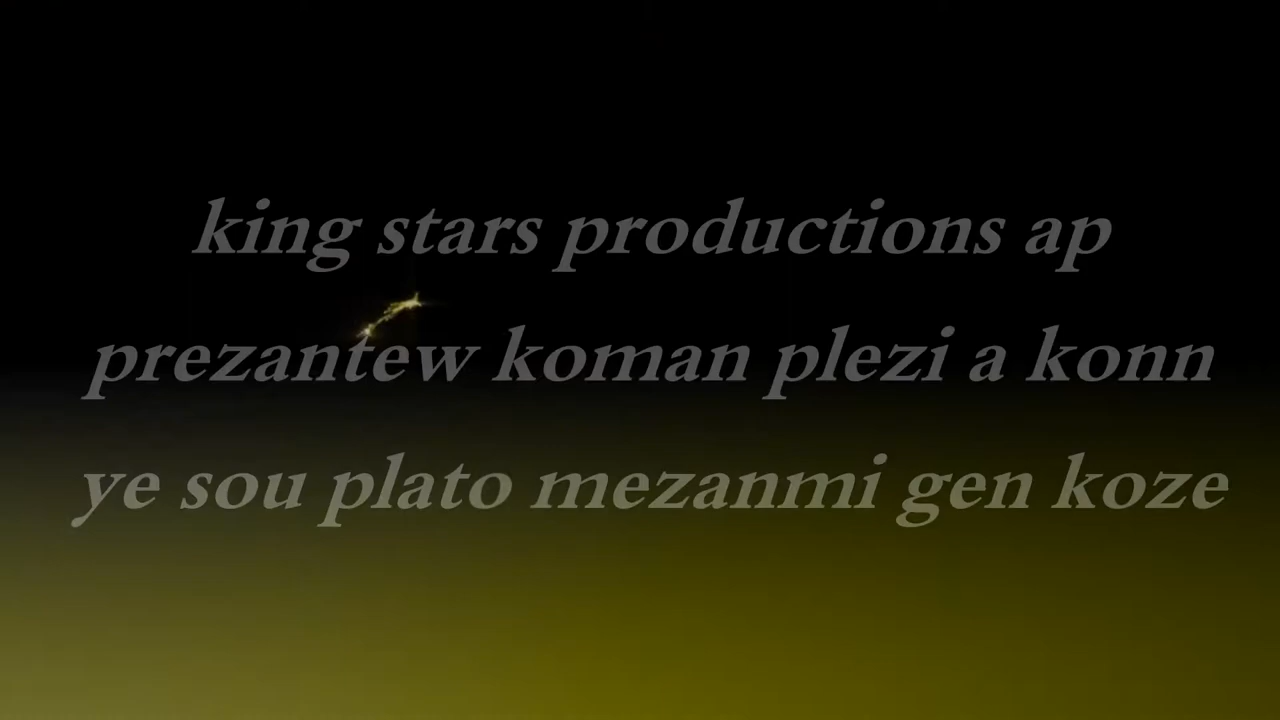 king stars productions ap
prezantew koman plezi a konn
ye sou plato mezanmi gen koze